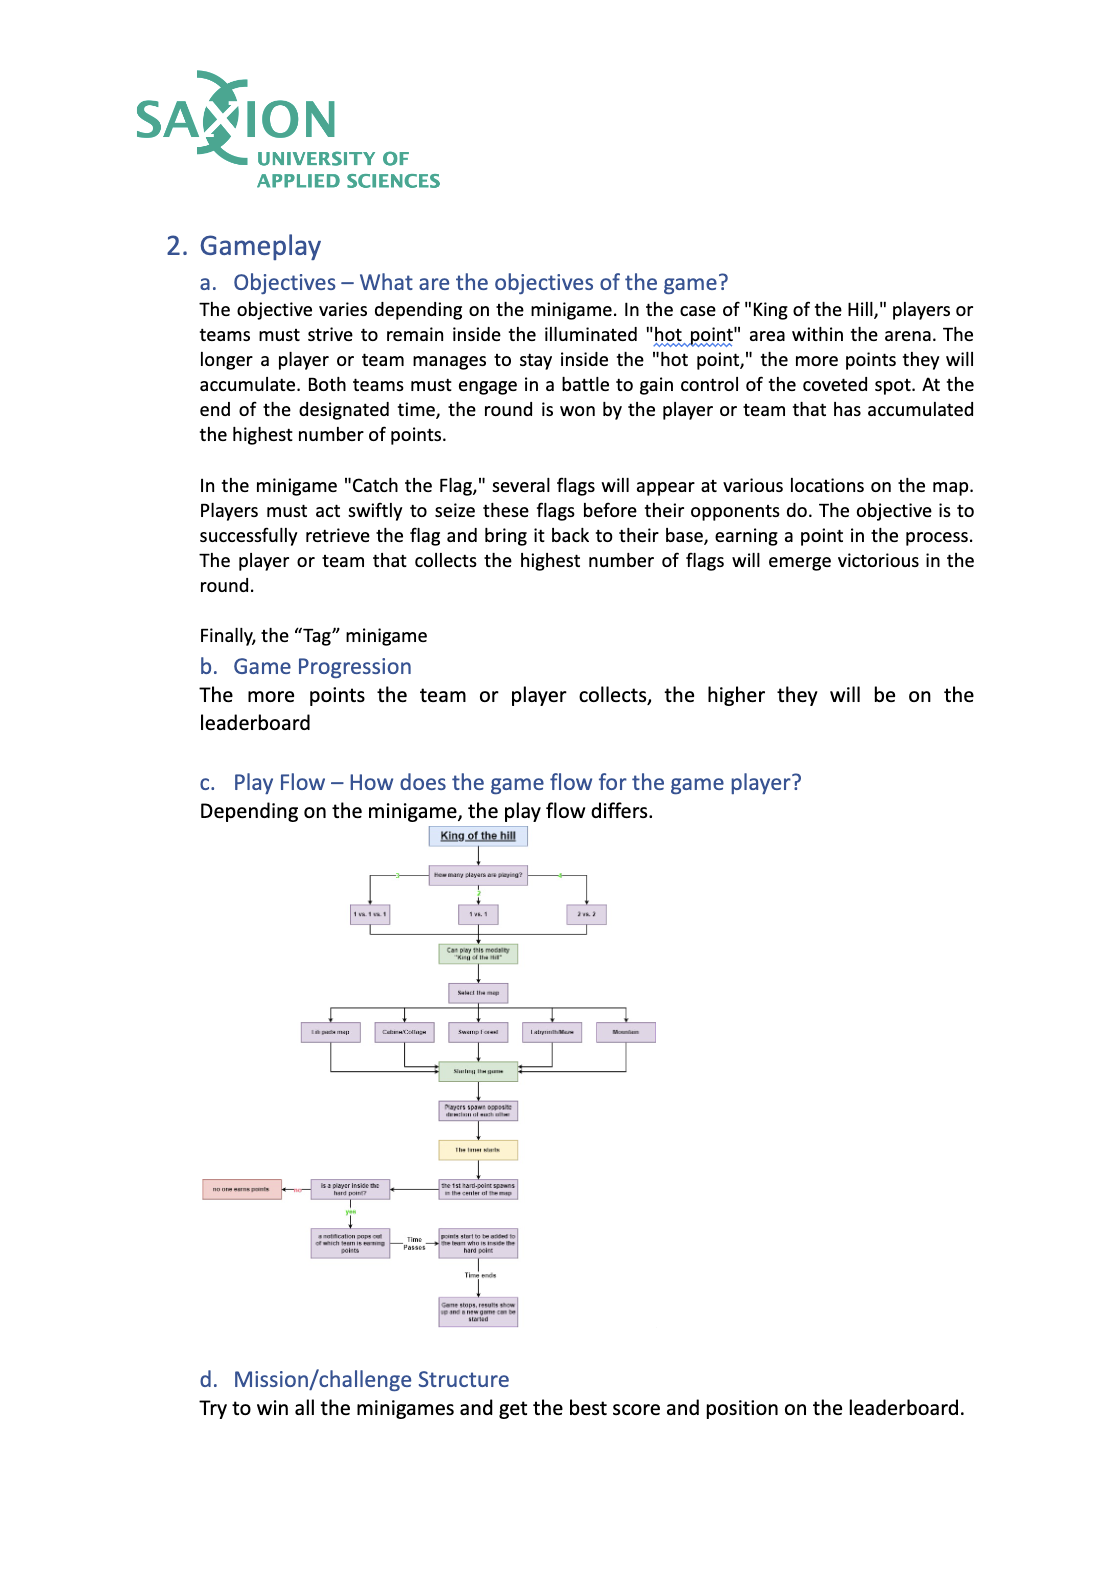 SAXION
UNIVERSITY OF
APPLIED SCIENCES
2. Gameplay
a. Objectives – What are the objectives of the game?
The objective varies depending on the minigame. In the case of "King of the Hill," players or
teams must strive to remain inside the illuminated "hot point" area within the arena. The
longer a player or team manages to stay inside the "hot point," the more points they will
accumulate. Both teams must engage in a battle to gain control of the coveted spot. At the
end of the designated time, the round is won by the player or team that has accumulated
the highest number of points.
In the minigame "Catch the Flag," several flags will appear at various locations on the map.
Players must act swiftly to seize these flags before their opponents do. The objective is to
successfully retrieve the flag and bring it back to their base, earning a point in the process.
The player or team that collects the highest number of flags will emerge victorious in the
round.
Finally, the “Tag” minigame
b. Game Progression
The more points the team or player collects, the higher they will be on the
leaderboard
c. Play Flow – How does the game flow for the game player?
Depending on the minigame, the play flow differs.
King of the hill
How many players are playing?
3
2
4
1 vs. 1 vs. 1
1 vs. 1
2 vs. 2
Can play this modality
"King of the Hill"
Select the map
Lili pads map
Cabine/Cottage
Swamp Forest
Labyrinth/Maze
Mountain
Starting the game
Players spawn opposite
direction of each other
The timer starts
the 1st hard-point spawns
in the center of the map
is a player inside the
hard point?
no
no one earns points
yes
a notification pops out
of which team is earning
points
Time
Passes
points start to be added to
the team who is inside the
hard point
Time ends
Game stops, results show
up and a new game can be
started
d. Mission/challenge Structure
Try to win all the minigames and get the best score and position on the leaderboard.